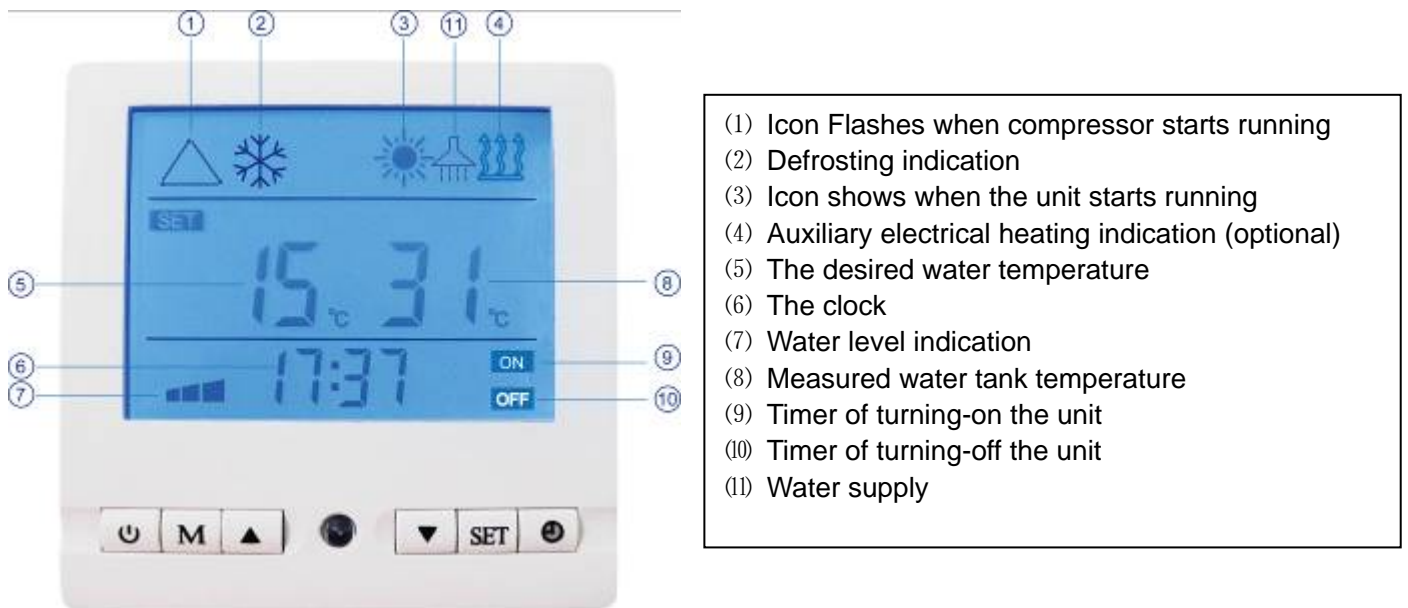 ① ② ③ ⑪ ④
SET
⑤ 15 °C 31 °C ⑧
⑥ 17:37 ON ⑨
⑦ OFF ⑩
M SET
⑴ Icon Flashes when compressor starts running
⑵ Defrosting indication
⑶ Icon shows when the unit starts running
⑷ Auxiliary electrical heating indication (optional)
⑸ The desired water temperature
⑹ The clock
⑺ Water level indication
⑻ Measured water tank temperature
⑼ Timer of turning-on the unit
⑽ Timer of turning-off the unit
⑾ Water supply